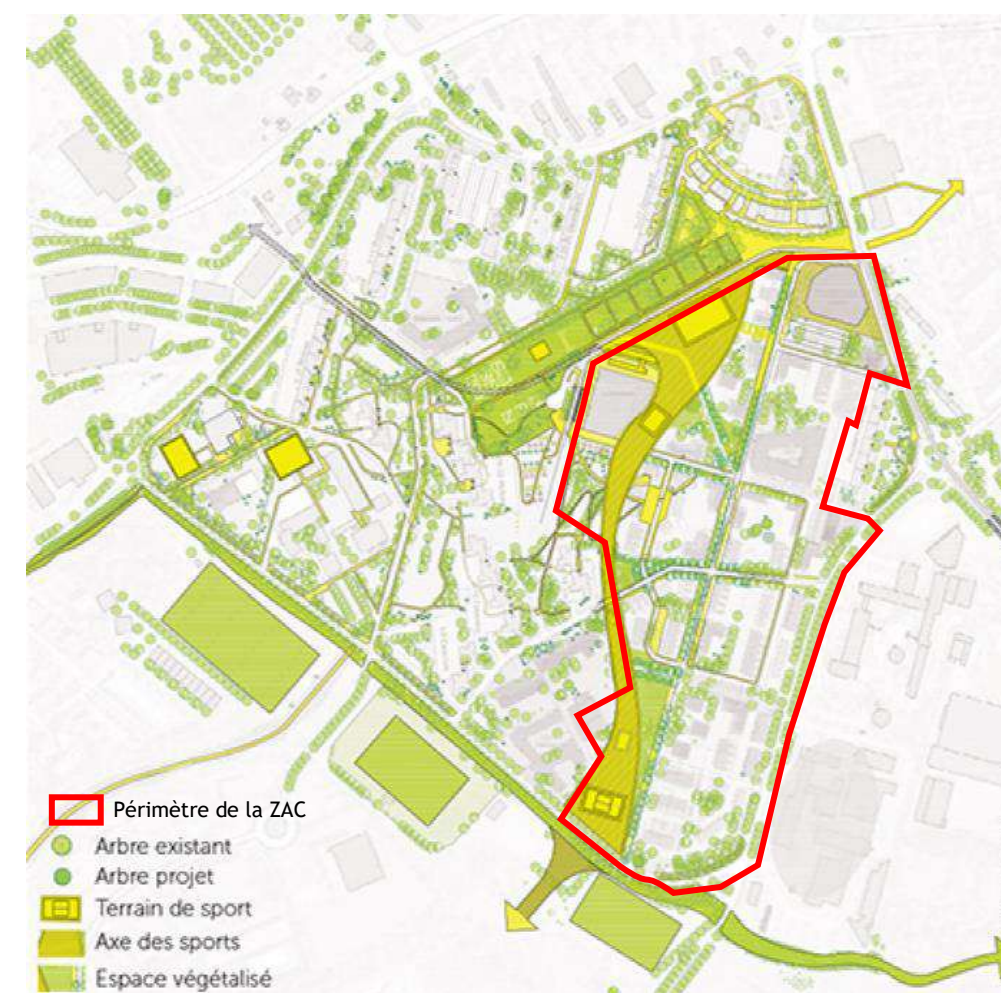 Périmètre de la ZAC
Arbre existant
Arbre projet
Terrain de sport
Axe des sports
Espace végétalisé